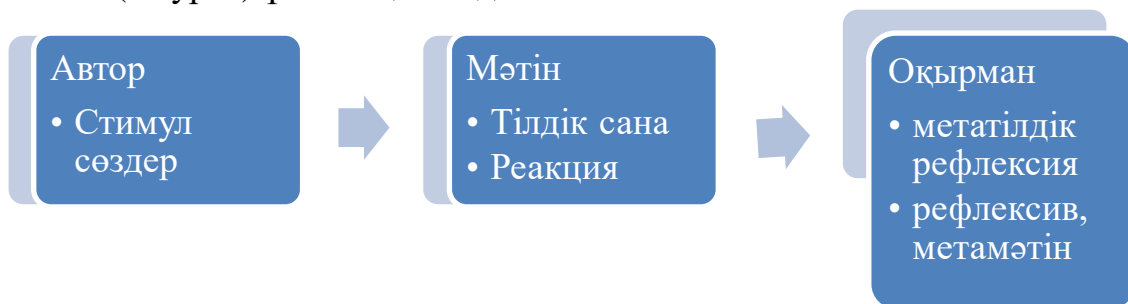 Автор
• Стимул
сөздер
Мәтін
• Тілдік сана
• Реакция
Оқырман
• метатілдік
рефлексия
• рефлексив,
метамәтін